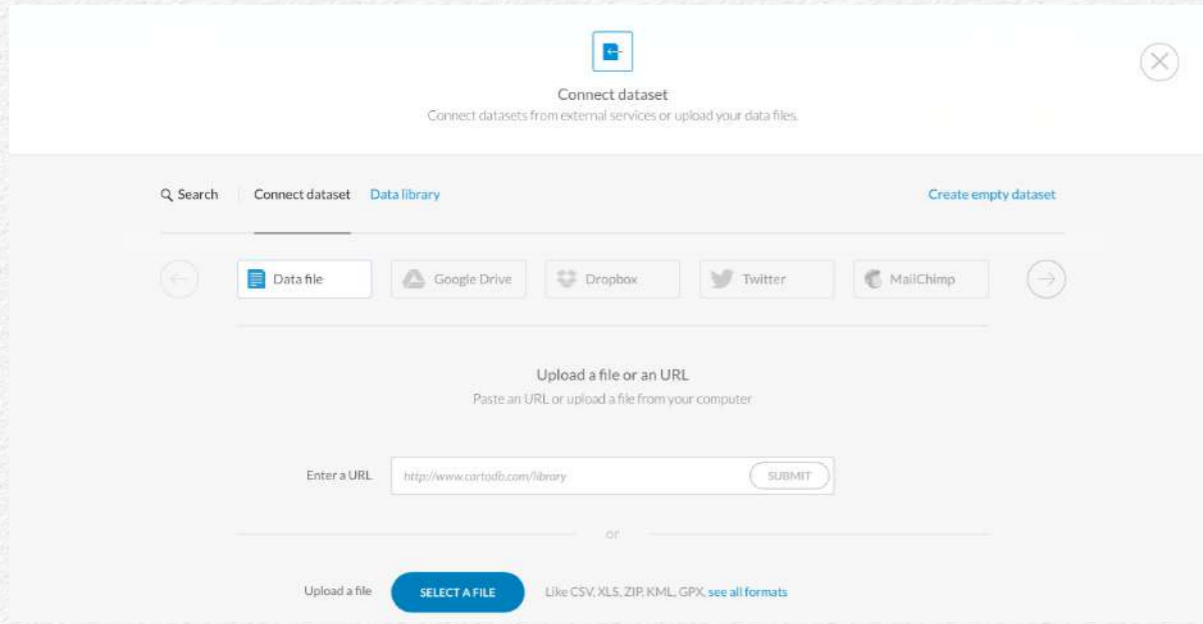 Connect dataset
Connect datasets from external services or upload your data files.
Search Connect dataset Data library Create empty dataset
Data file Google Drive Dropbox Twitter MailChimp
Upload a file or an URL
Paste an URL or upload a file from your computer
Enter a URL http://www.cartodb.com/library SUBMIT
or
Upload a file SELECT A FILE Like CSV, XLS, ZIP, KML, GPX, see all formats